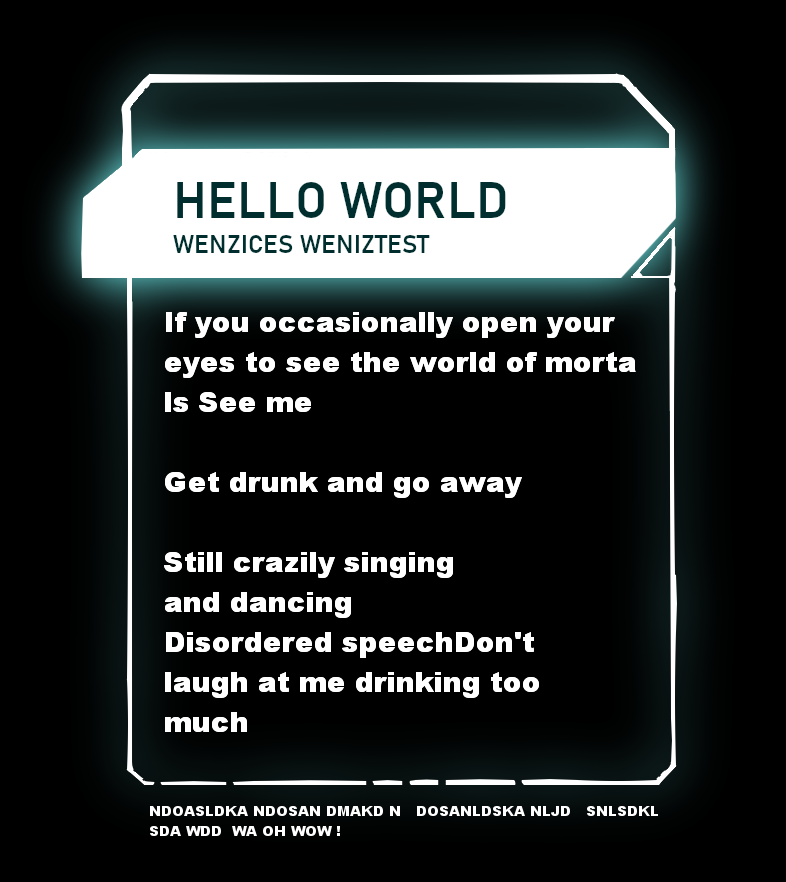 HELLO WORLD
WENZICES WENIZTEST
If you occasionally open your
eyes to see the world of morta
ls See me
Get drunk and go away
Still crazily singing
and dancing
Disordered speechDon't
laugh at me drinking too
much
NDOASLDKA NDOSAN DMAKD N DOSANLDSKA NLJD SNLSDKL
SDA WDD WA OH WOW !